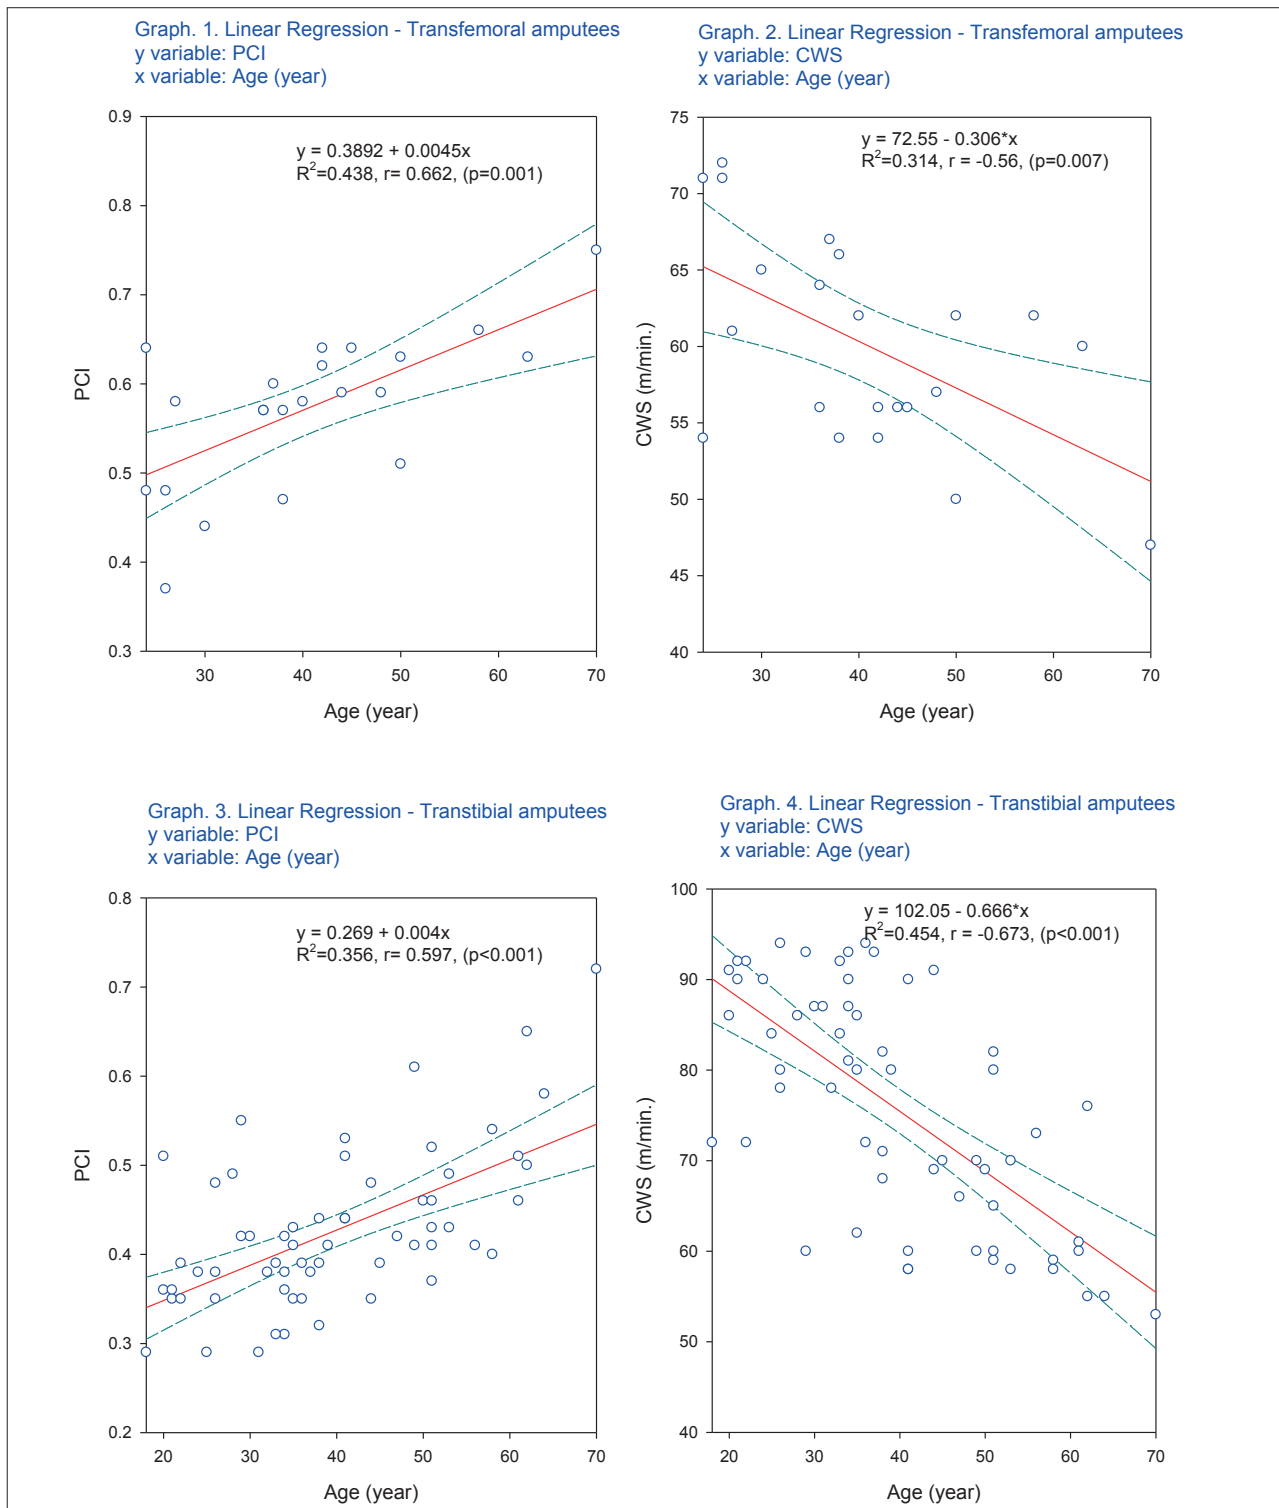 Graph. 1. Linear Regression - Transfemoral amputees
y variable: PCI
x variable: Age (year)
y = 0.3892 + 0.0045x
R²=0.438, r= 0.662, (p=0.001)
0.9
0.8
0.7
0.6
0.5
0.4
0.3
PCI
30
40
50
60
70
Age (year)
Graph. 2. Linear Regression - Transfemoral amputees
y variable: CWS
x variable: Age (year)
y = 72.55 - 0.306*x
R²=0.314, r = -0.56, (p=0.007)
75
70
65
60
55
50
45
40
CWS (m/min.)
30
40
50
60
70
Age (year)
Graph. 3. Linear Regression - Transtibial amputees
y variable: PCI
x variable: Age (year)
y = 0.269 + 0.004x
R²=0.356, r= 0.597, (p<0.001)
0.8
0.7
0.6
0.5
0.4
0.3
0.2
PCI
20
30
40
50
60
70
Age (year)
Graph. 4. Linear Regression - Transtibial amputees
y variable: CWS
x variable: Age (year)
y = 102.05 - 0.666*x
R²=0.454, r = -0.673, (p<0.001)
100
90
80
70
60
50
40
CWS (m/min.)
20
30
40
50
60
70
Age (year)